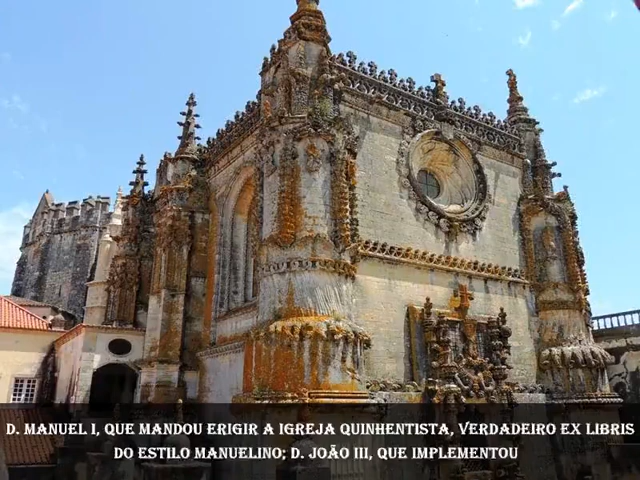 D. MANUEL I, QUE MANDOU ERIGIR A IGREJA QUINHENTISTA, VERDADEIRO EX LIBRIS
DO ESTILO MANUELINO; D. JOÃO III, QUE IMPLEMENTOU